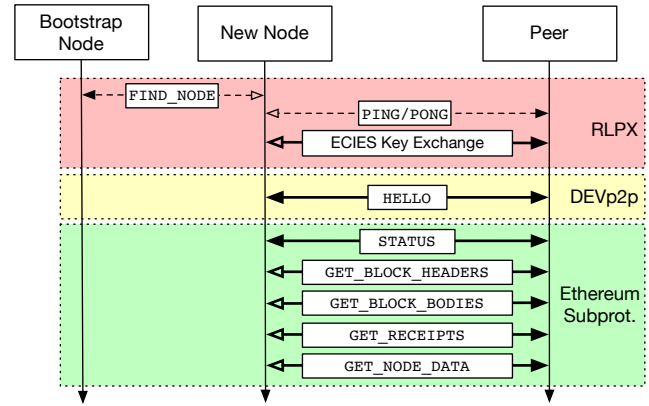 Bootstrap
Node
New Node
Peer
FIND_NODE
PING/PONG
ECIES Key Exchange
RLPX
HELLO
DEVp2p
STATUS
GET_BLOCK_HEADERS
GET_BLOCK_BODIES
GET_RECEIPTS
GET_NODE_DATA
Ethereum
Subprot.